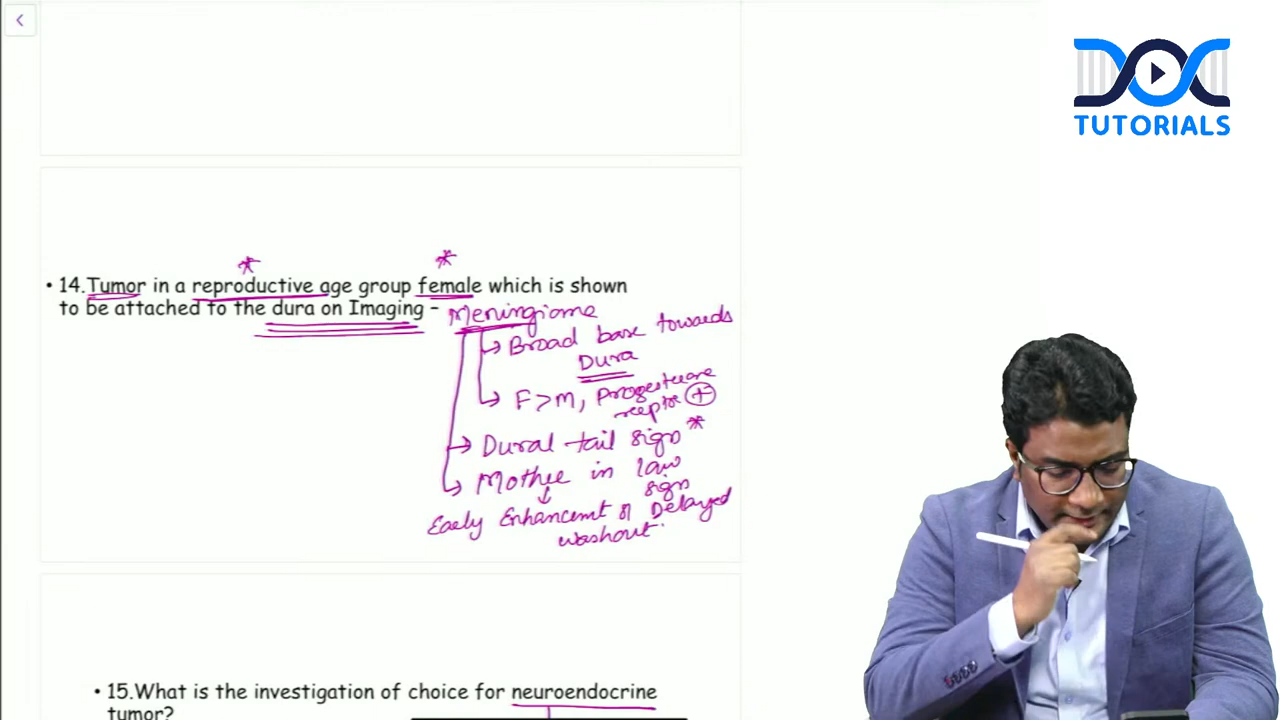 TUTORIALS
• 14.Tumor in a reproductive age group female which is shown
to be attached to the dura on Imaging - Meningioma
→ Broad base towards
Dura
→ F>M, Progesterone
receptor +
→ Dural tail sign *
→ Mother in law
sign
↓
Early Enhancemt & Delayed
washout
• 15.What is the investigation of choice for neuroendocrine
tumor?